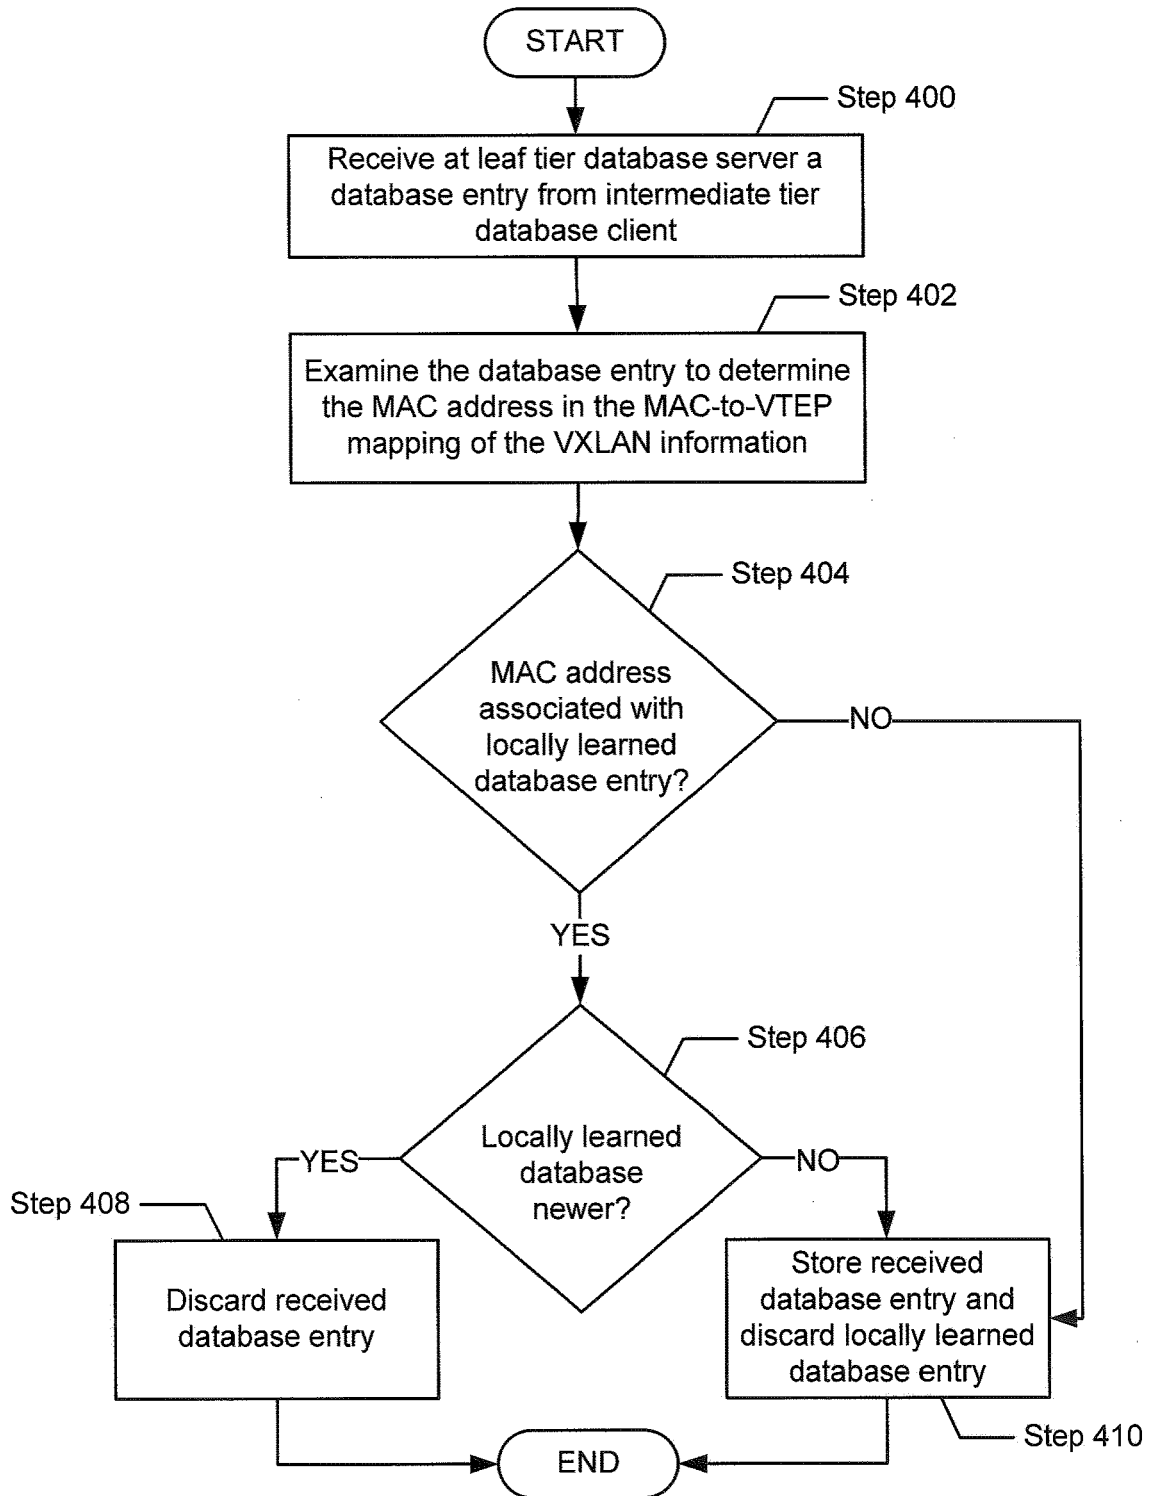 START
Step 400
Receive at leaf tier database server a
database entry from intermediate tier
database client
Step 402
Examine the database entry to determine
the MAC address in the MAC-to-VTEP
mapping of the VXLAN information
Step 404
MAC address
associated with
locally learned
database entry?
NO
YES
Step 406
Locally learned
database
newer?
YES
NO
Step 408
Discard received
database entry
Store received
database entry and
discard locally learned
database entry
Step 410
END